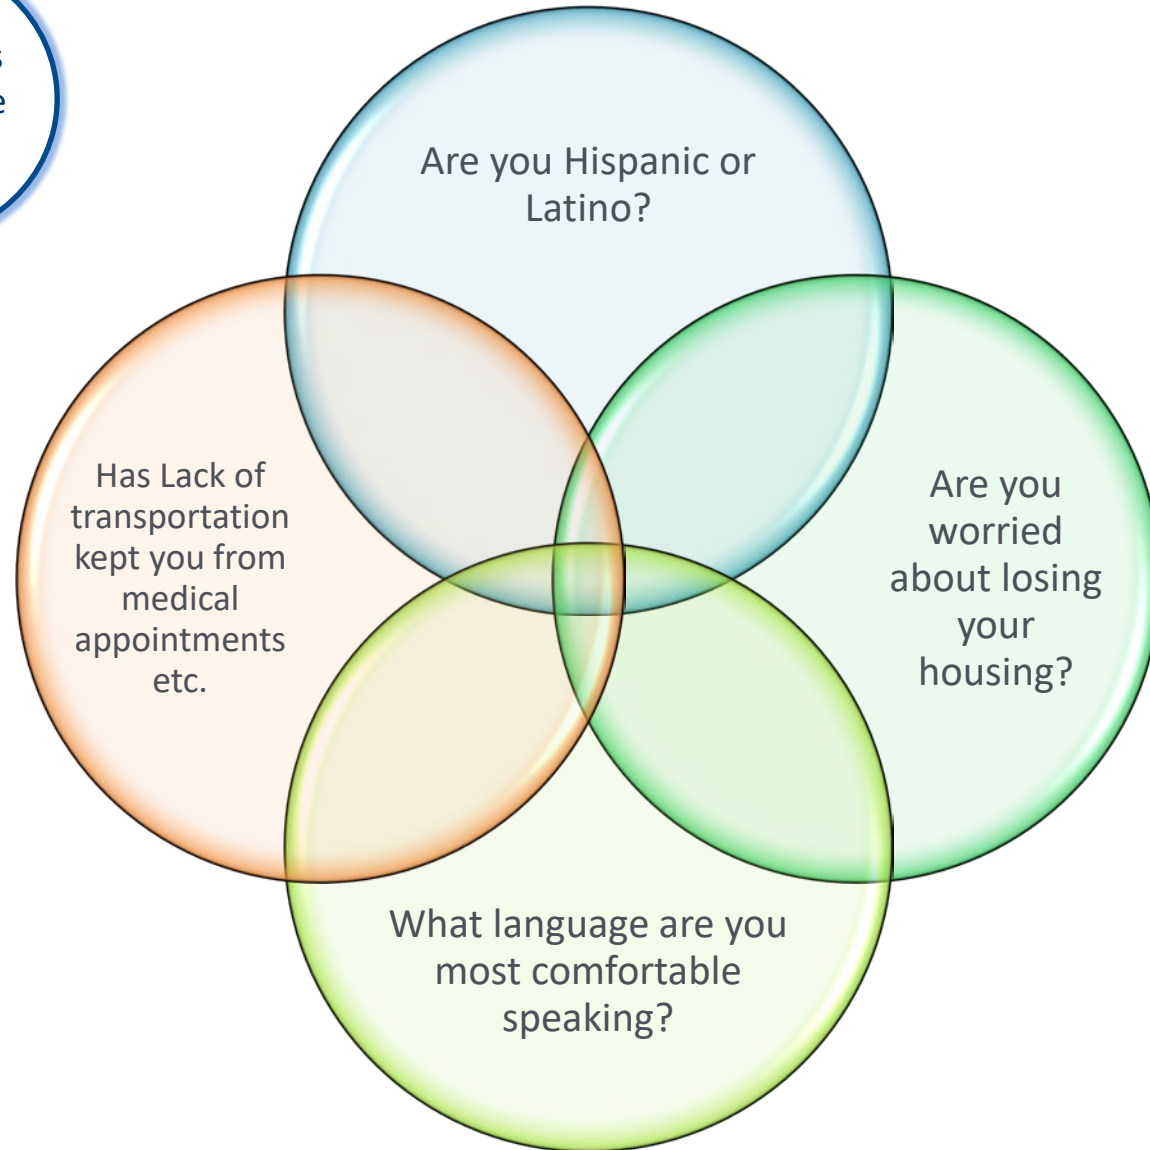 Are you Hispanic or
Latino?
Has Lack of
transportation
kept you from
medical
appointments
etc.
Are you
worried
about losing
your
housing?
What language are you
most comfortable
speaking?